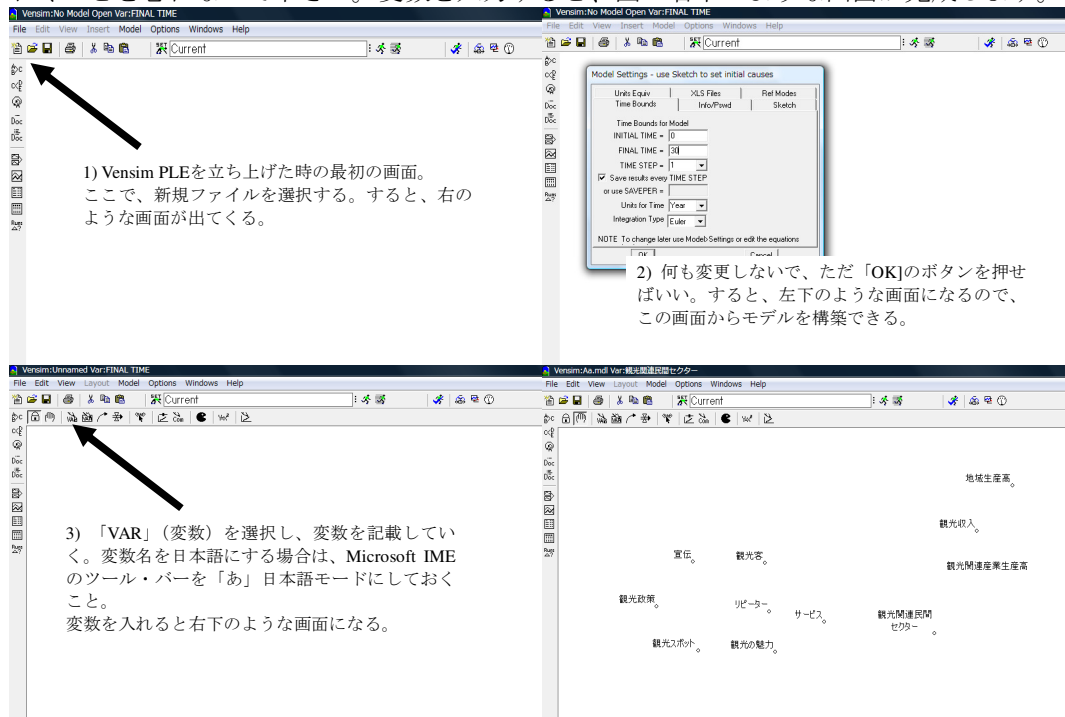 Vensim:No Model Open Var:FINAL TIME
File Edit View Insert Model Options Windows Help
Current
Doc
Doc
1) Vensim PLEを立ち上げた時の最初の画面。
ここで、新規ファイルを選択する。すると、右の
ような画面が出てくる。
Vensim:No Model Open Var:FINAL TIME
File Edit View Insert Model Options Windows Help
SET
Current
Doc
Doc
Model Settings - use Sketch to set initial causes
Units Equiv XLS Files Ref Modes
Time Bounds Info/Pswd Sketch
Time Bounds for Model
INITIAL TIME = 0
FINAL TIME = 30
TIME STEP = 1
Save results every TIME STEP
or use SAVEPER =
Units for Time Year
Integration Type Euler
NOTE To change later use Model>Settings or edit the equations
OK Cancel
2) 何も変更しないで、ただ「OK]のボタンを押せ
ばいい。すると、左下のような画面になるので、
この画面からモデルを構築できる。
Vensim:Unnamed Var:FINAL TIME
File Edit View Layout Model Options Windows Help
Current
Doc
Doc
3) 「VAR」（変数）を選択し、変数を記載してい
く。変数名を日本語にする場合は、Microsoft IME
のツール・バーを「あ」日本語モードにしておく
こと。
変数を入れると右下のような画面になる。
Vensim:Aa.mdl Var:観光関連民間セクター
File Edit View Layout Model Options Windows Help
Current
Doc
Doc
地域生産高
観光収入
宣伝 観光客
観光関連産業生産高
観光政策 リピーター
サービス 観光関連民間
セクター
観光スポット 観光の魅力